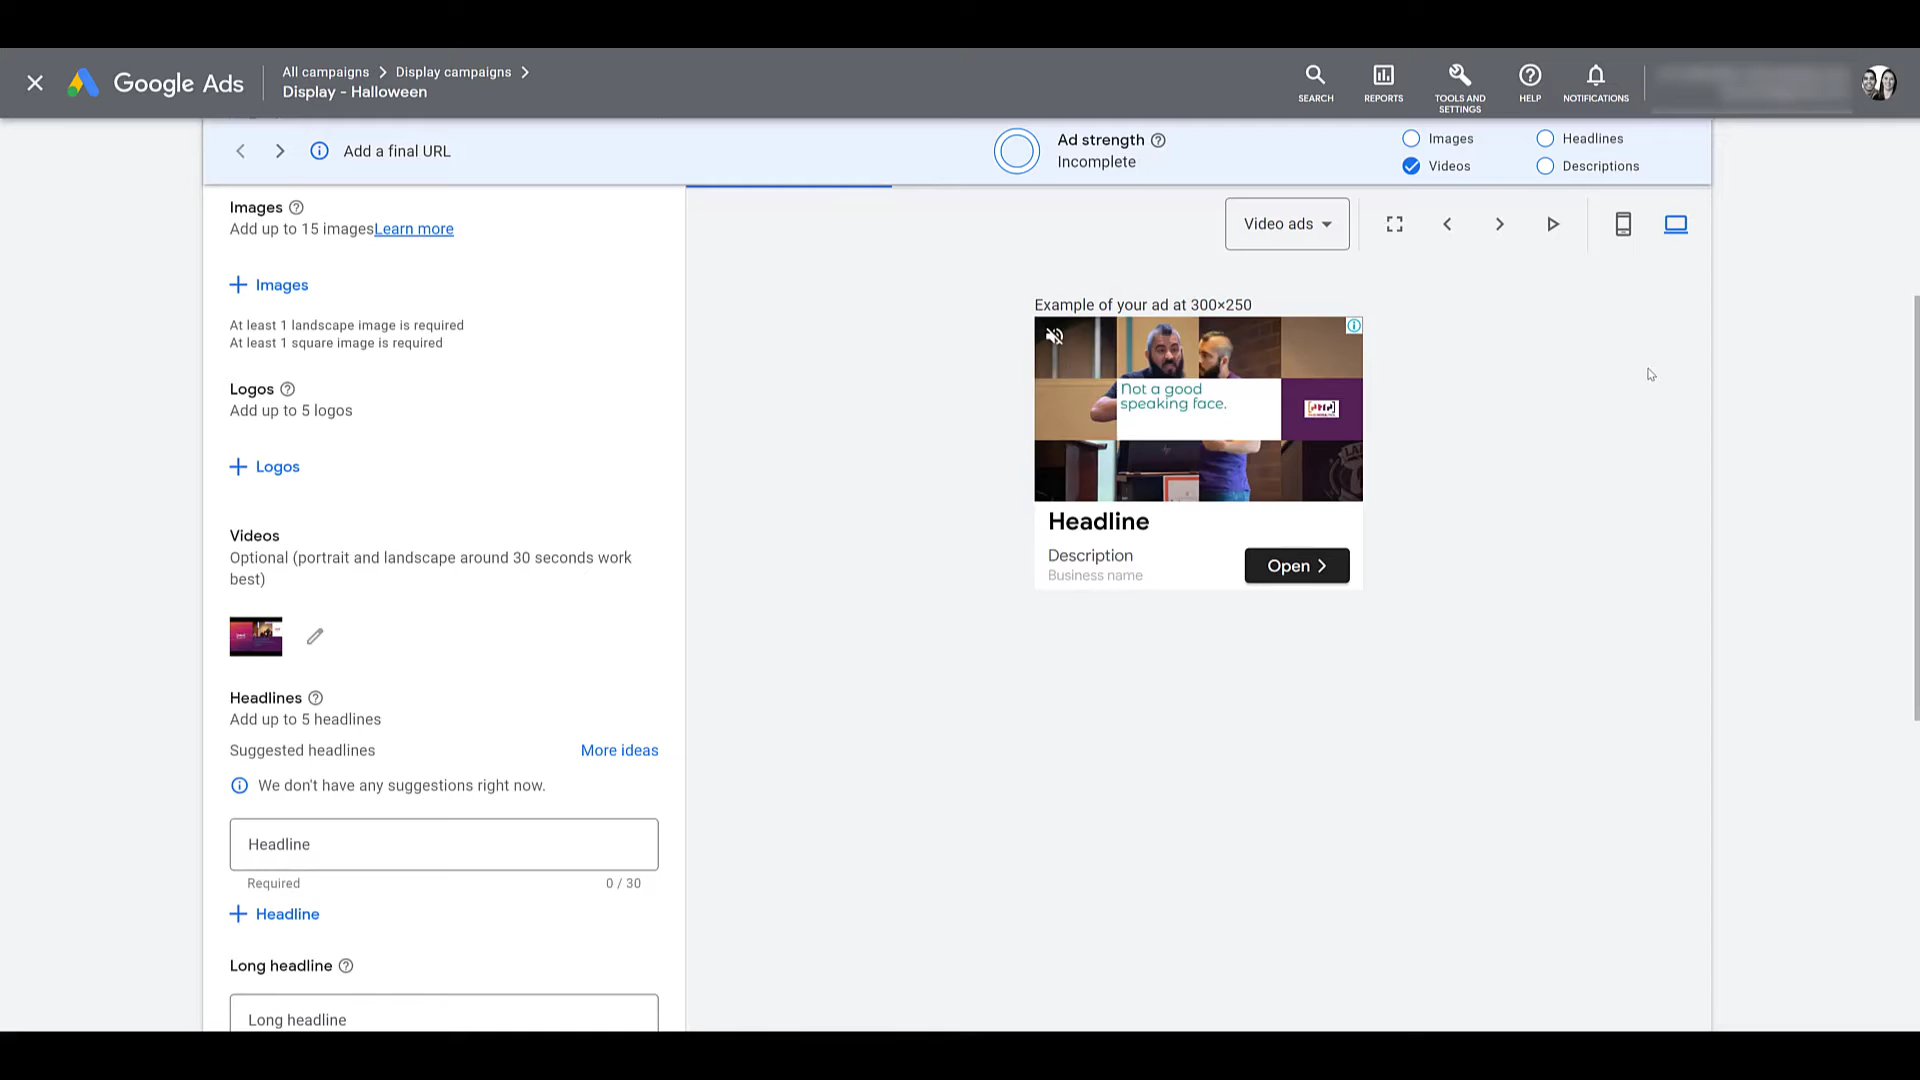 Google Ads
All campaigns > Display campaigns >
Display - Halloween
SEARCH
REPORTS
TOOLS AND
SETTINGS
HELP
NOTIFICATIONS
Add a final URL
Ad strength
Incomplete
Images
Headlines
Videos
Descriptions
Images
Add up to 15 imagesLearn more
+ Images
At least 1 landscape image is required
At least 1 square image is required
Logos
Add up to 5 logos
+ Logos
Videos
Optional (portrait and landscape around 30 seconds work
best)
Headlines
Add up to 5 headlines
Suggested headlines
More ideas
We don't have any suggestions right now.
Headline
Required
0 / 30
+ Headline
Long headline
Long headline
Video ads
Example of your ad at 300×250
Not a good
speaking face.
Headline
Description
Business name
Open >